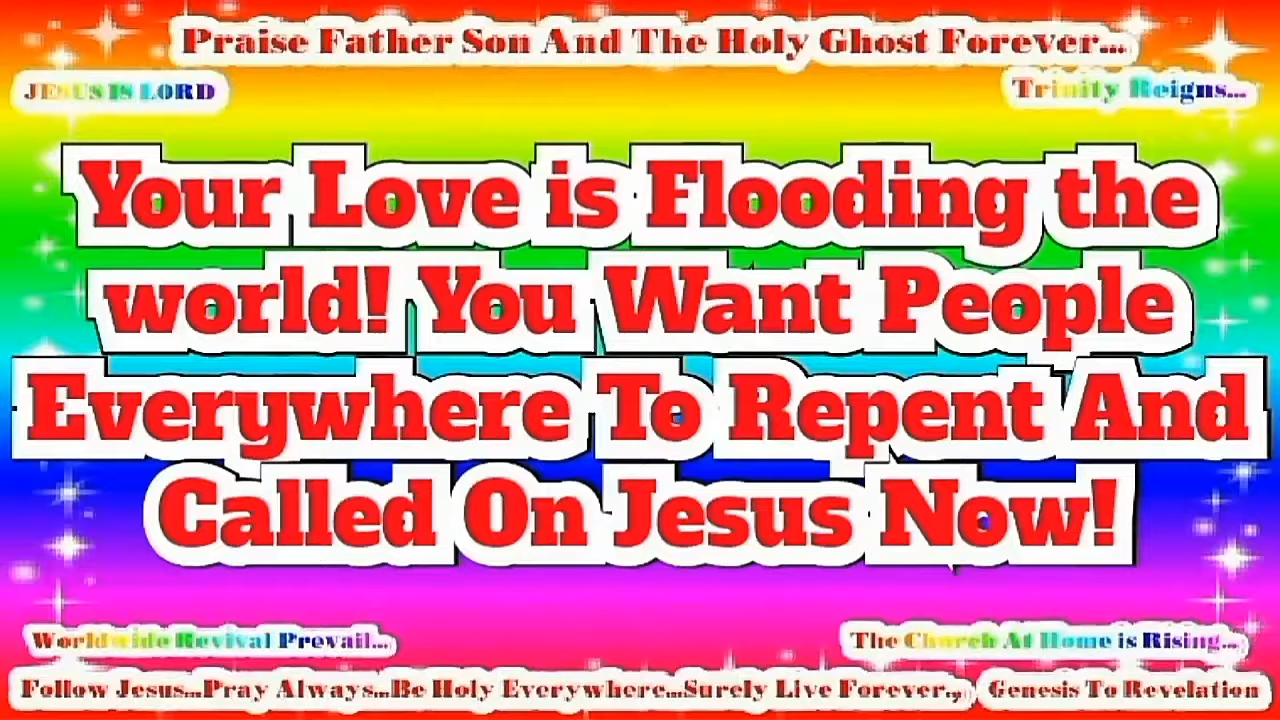 Praise Father Son And The Holy Ghost Forever...
JESUS IS LORD
Trinity Reigns...
Your Love is Flooding the
world! You Want People
Everywhere To Repent And
Called On Jesus Now!
Worldwide Revival Prevail...
The Church At Home is Rising...
Follow Jesus...Pray Always...Be Holy Everywhere...Surely Live Forever..,
Genesis To Revelation